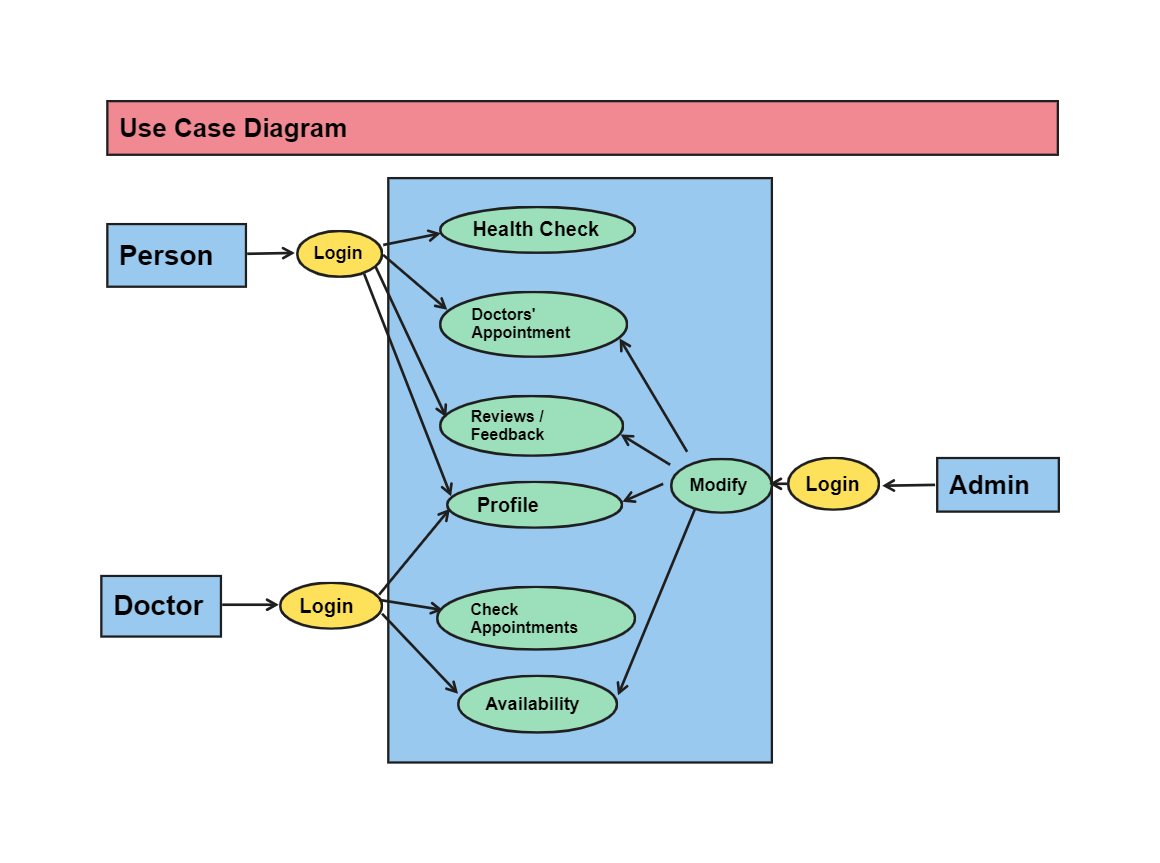 Use Case Diagram
Person
Login
Health Check
Doctors'
Appointment
Reviews /
Feedback
Profile
Modify
Login
Admin
Doctor
Login
Check
Appointments
Availability